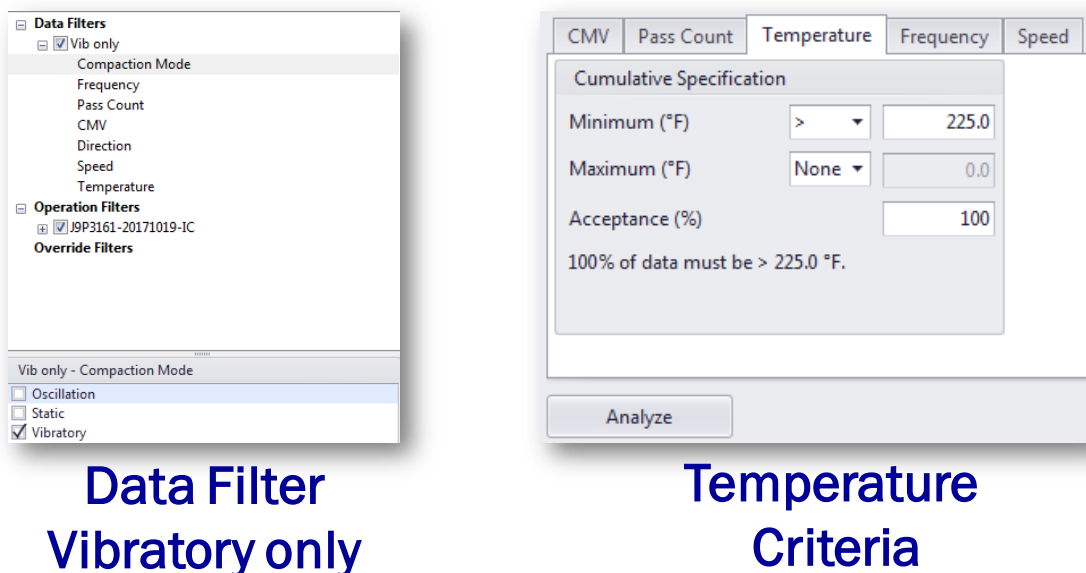 Data Filters
Vib only
Compaction Mode
Frequency
Pass Count
CMV
Direction
Speed
Temperature
Operation Filters
J9P3161-20171019-IC
Override Filters
Vib only - Compaction Mode
Oscillation
Static
Vibratory
Data Filter
Vibratory only
CMV Pass Count Temperature Frequency Speed
Cumulative Specification
Minimum (°F) > 225.0
Maximum (°F) None 0.0
Acceptance (%) 100
100% of data must be > 225.0 °F.
Analyze
Temperature
Criteria